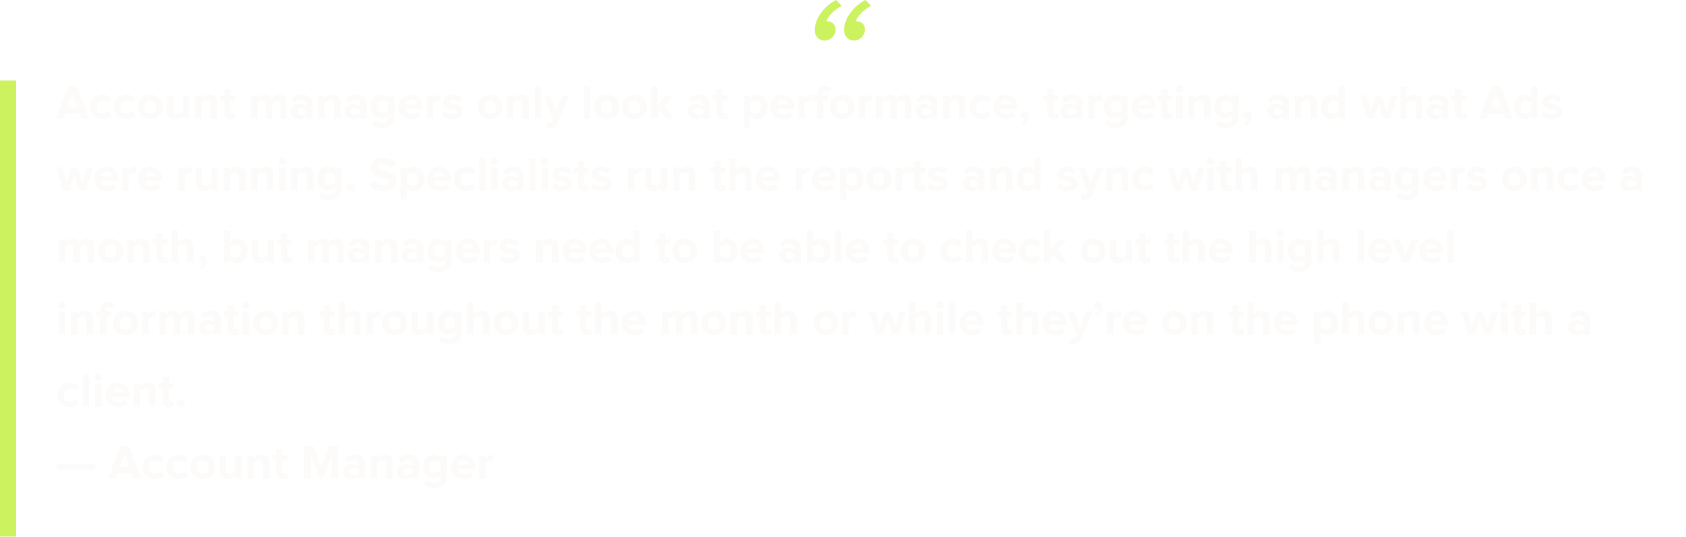 “
Account managers only look at performance, targeting, and what Ads
were running. Speclialists run the reports and sync with managers once a
month, but managers need to be able to check out the high level
information throughout the month or while they’re on the phone with a
client.
— Account Manager